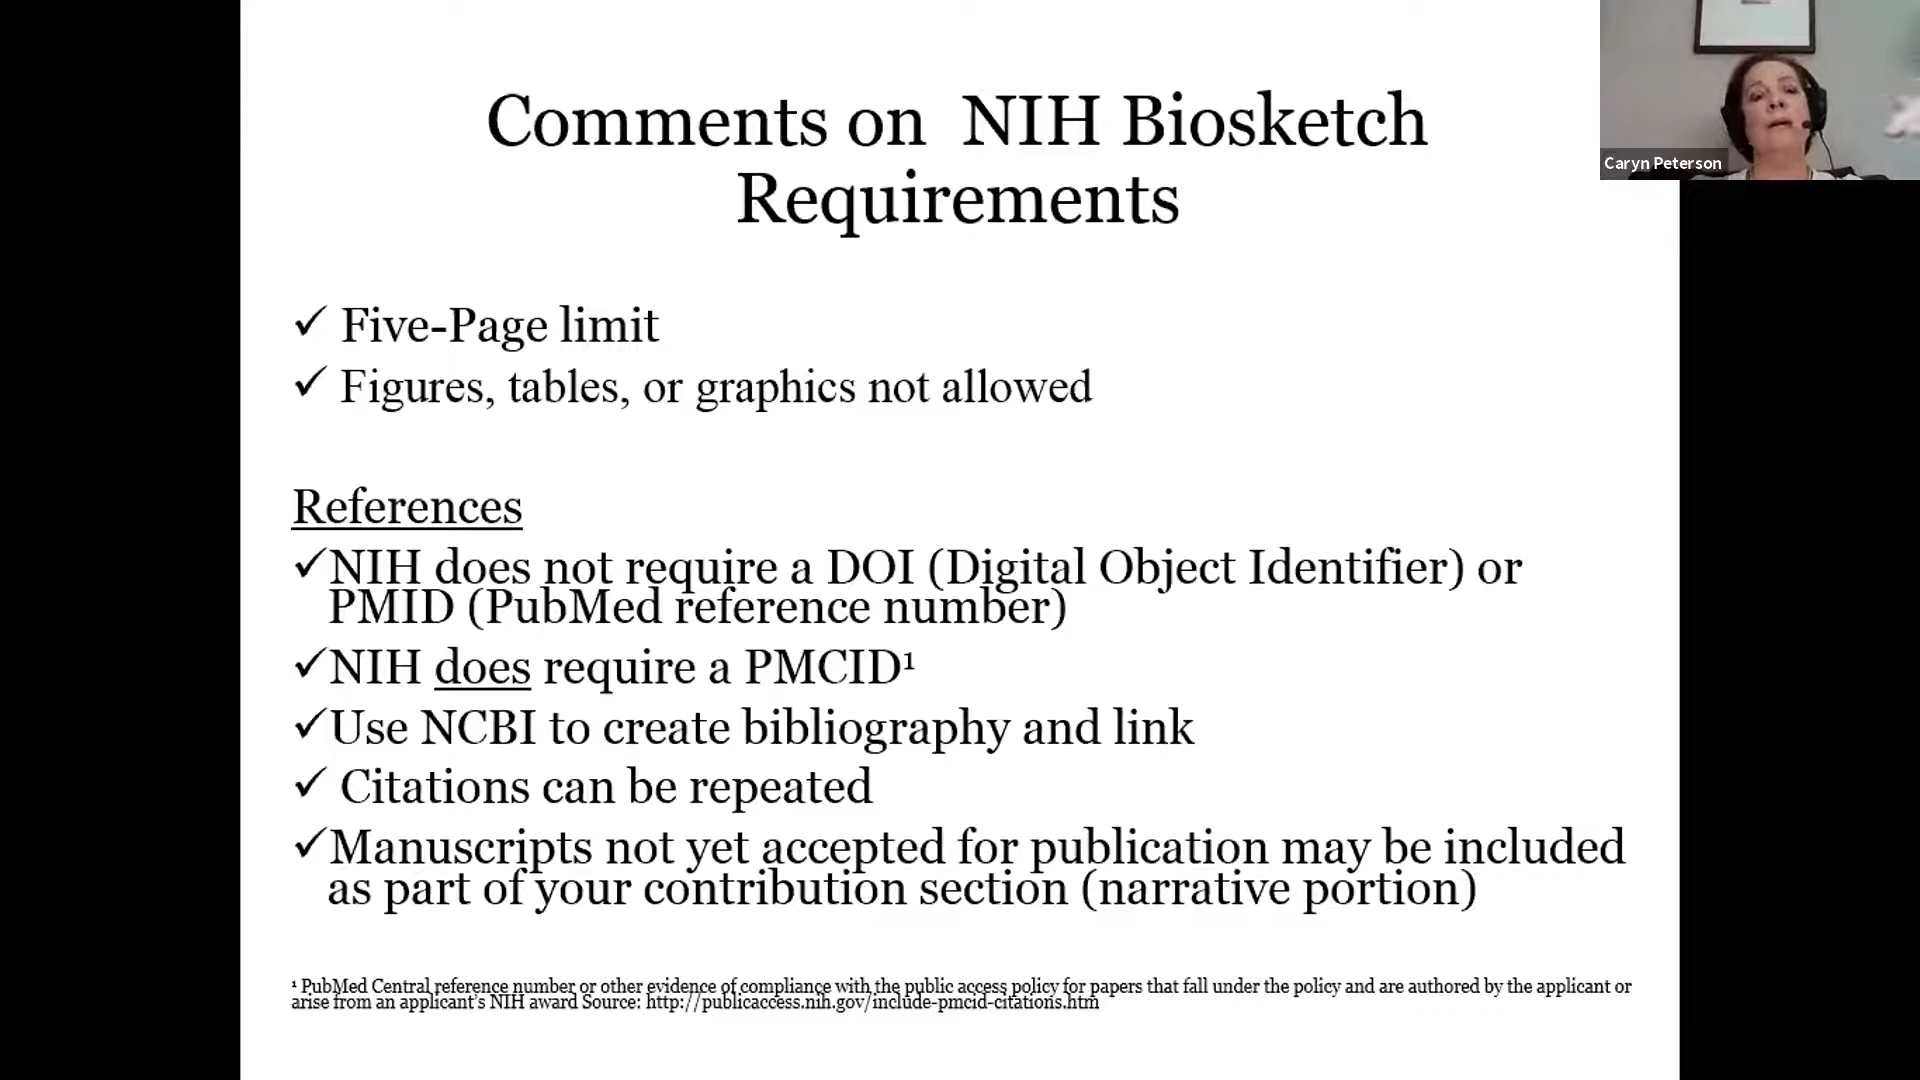 Comments on NIH Biosketch
Requirements
Caryn Peterson
✓ Five-Page limit
✓ Figures, tables, or graphics not allowed
References
✓NIH does not require a DOI (Digital Object Identifier) or
PMID (PubMed reference number)
✓NIH does require a PMCID¹
✓Use NCBI to create bibliography and link
✓ Citations can be repeated
✓Manuscripts not yet accepted for publication may be included
as part of your contribution section (narrative portion)
¹ PubMed Central reference number or other evidence of compliance with the public access policy for papers that fall under the policy and are authored by the applicant or
arise from an applicant's NIH award Source: http://publicaccess.nih.gov/include-pmcid-citations.htm